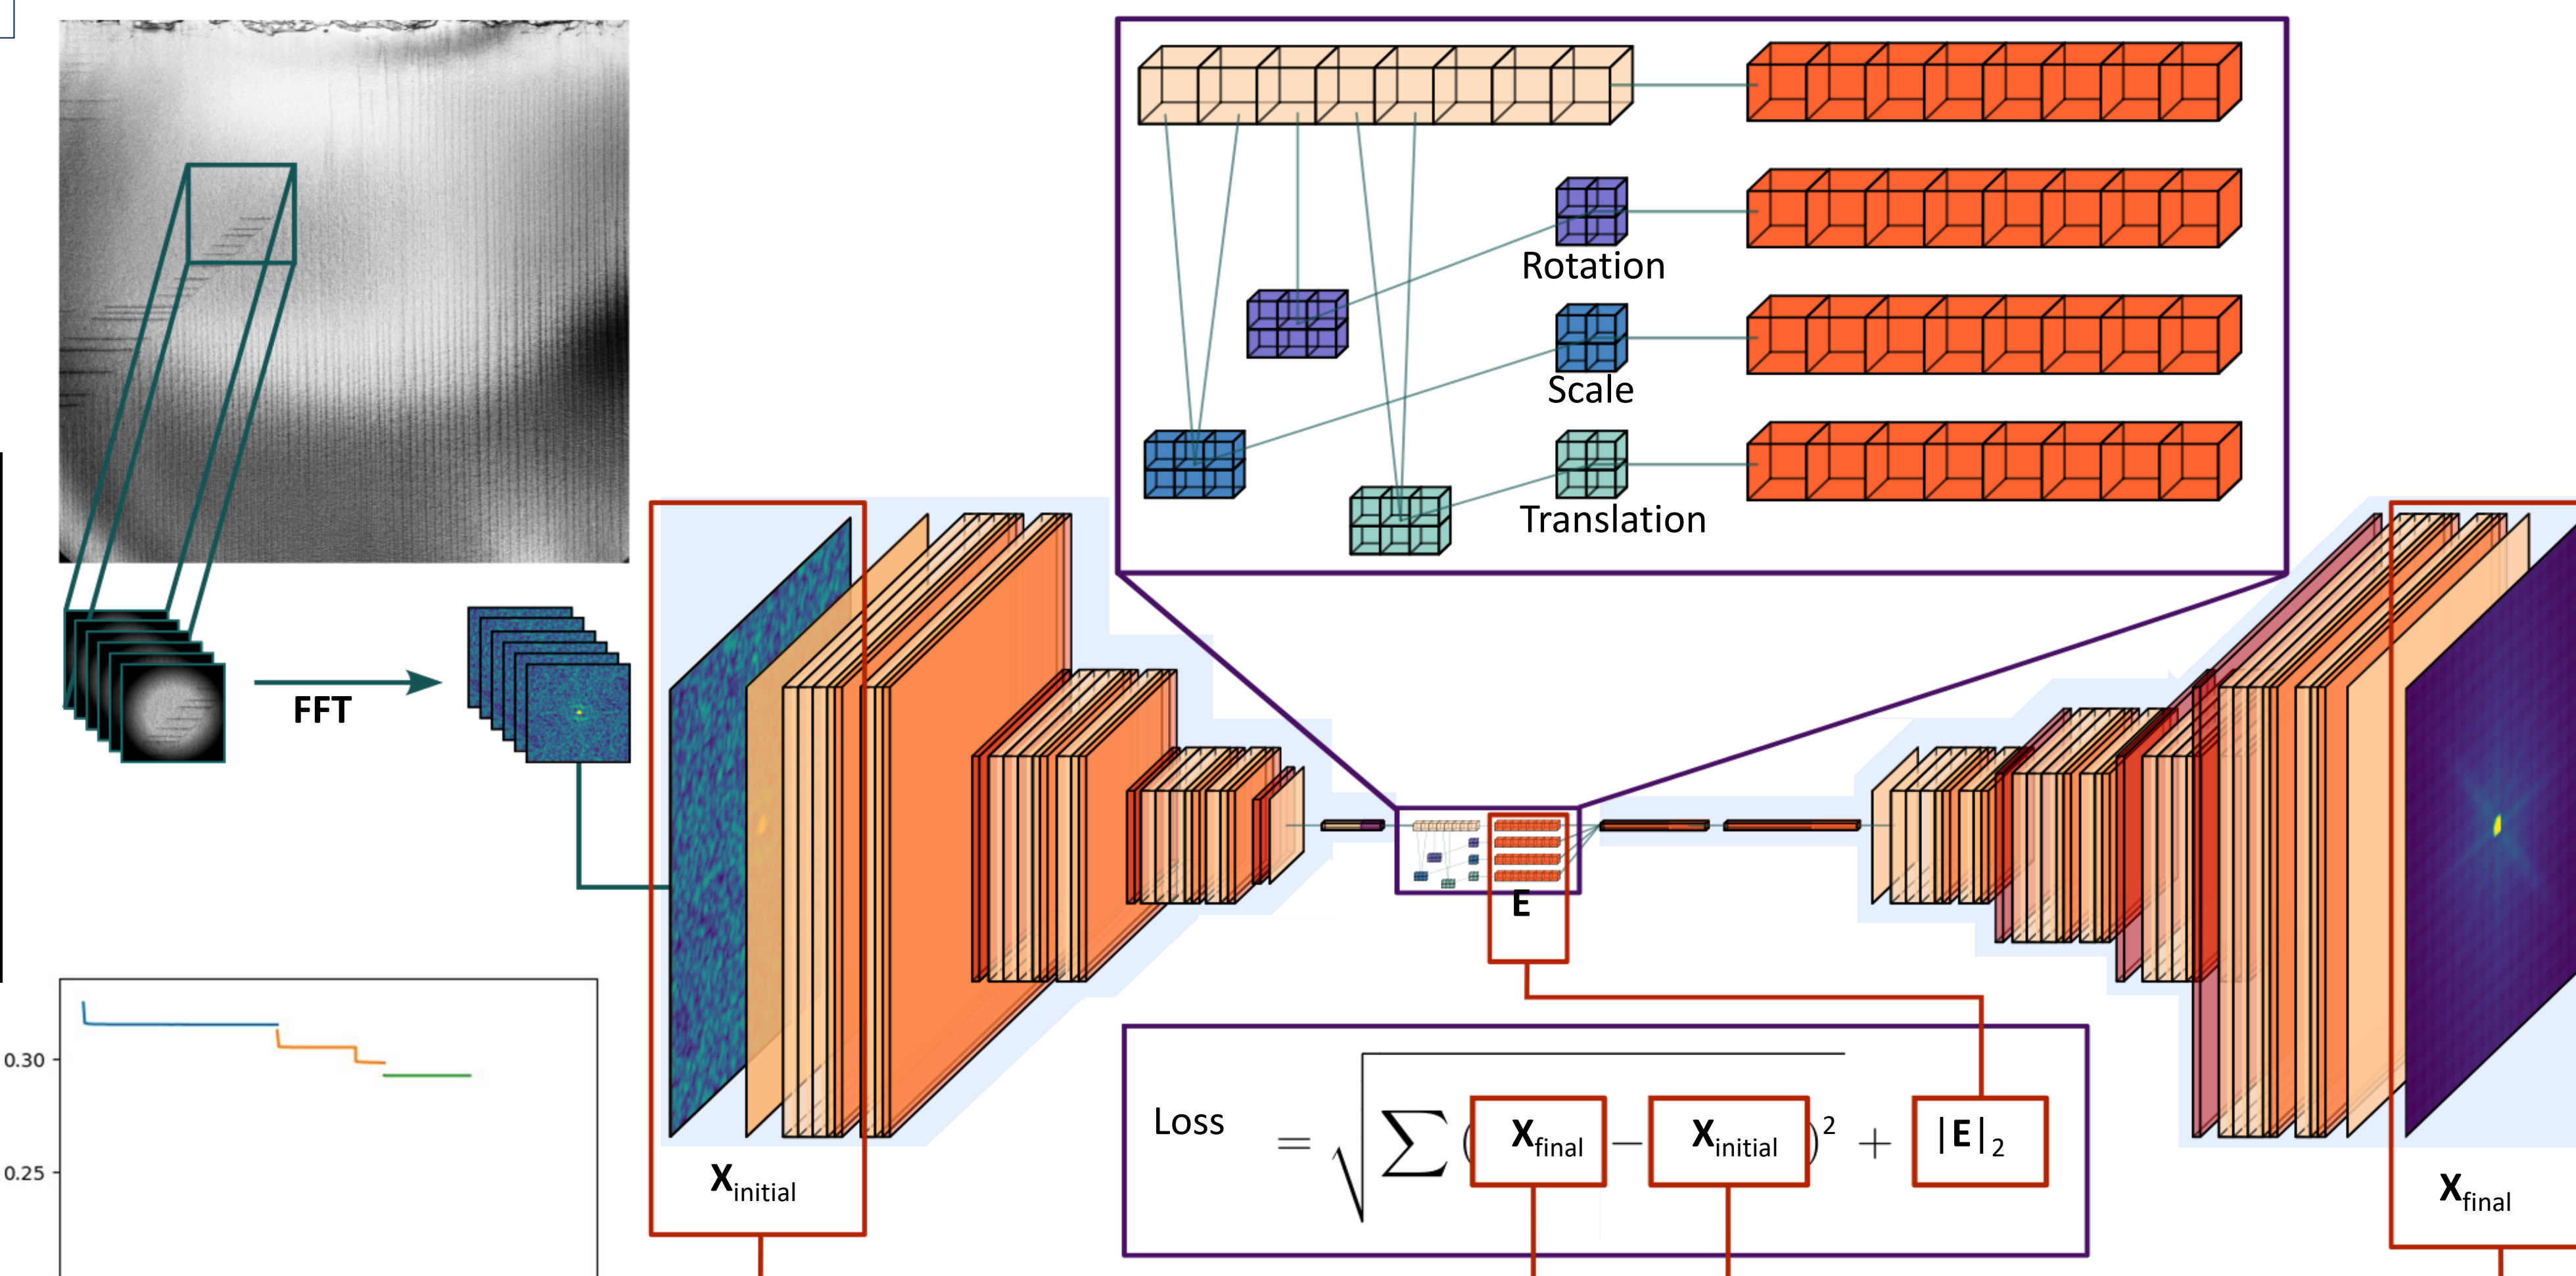 Rotation
Scale
Translation
FFT
E
0.30
0.25
Loss = √∑(Xfinal − Xinitial)² + |E|₂
Xinitial
Xfinal